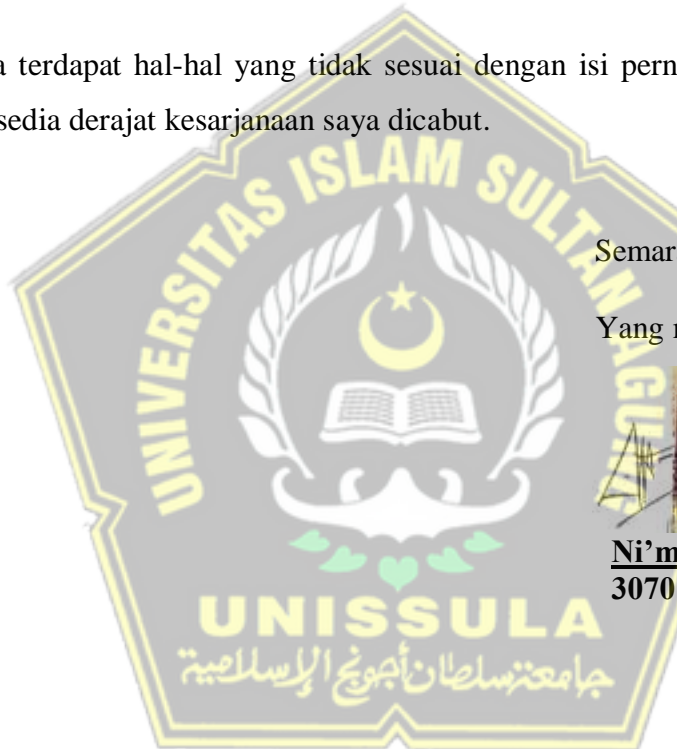 a terdapat hal-hal yang tidak sesuai dengan isi pern
sedia derajat kesarjanaan saya dicabut.
UNIVERSITAS ISLAM SULTAN AGUNG
Semar
Yang
Ni’m
3070
UNISSULA
جامعة سلطان أجونج الإسلامية